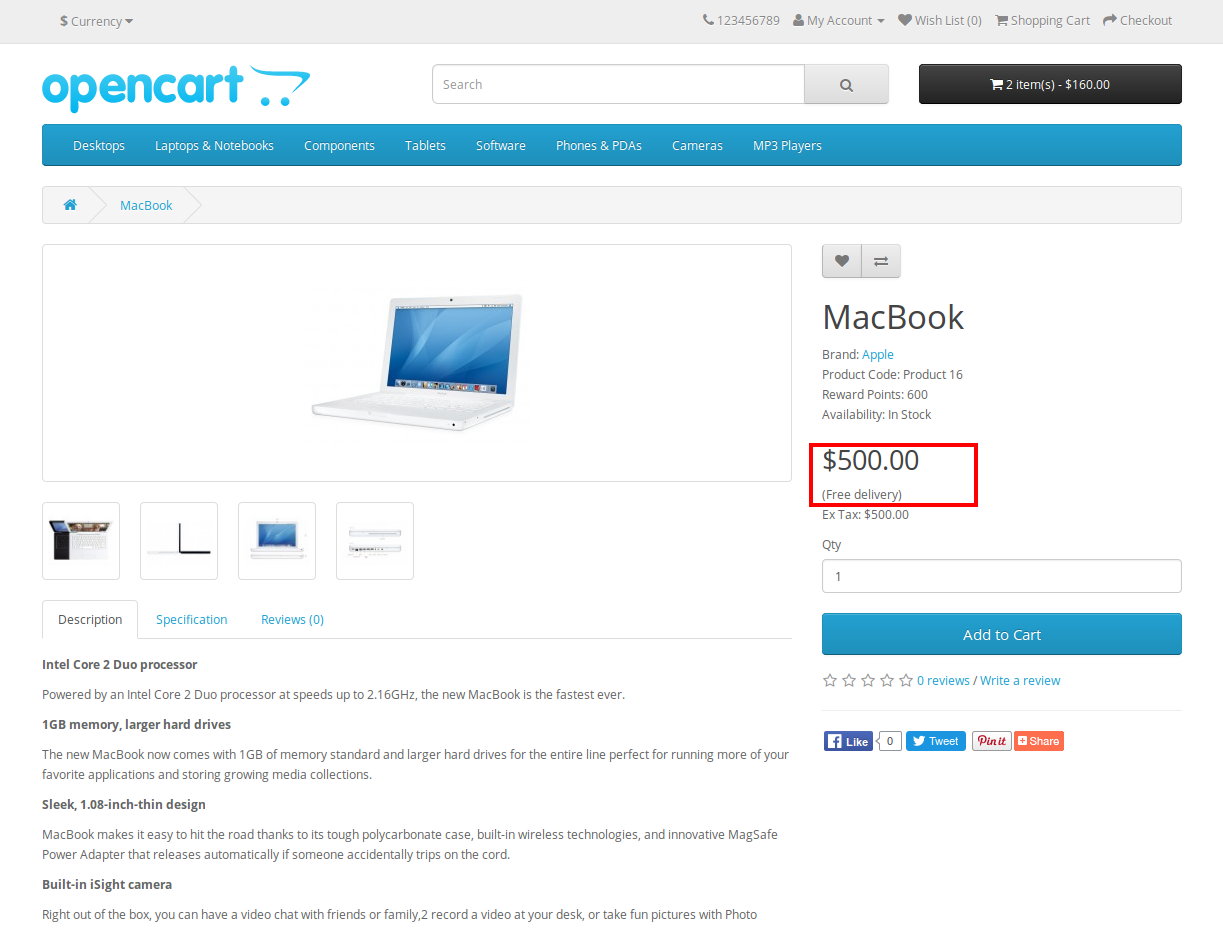 $ Currency
123456789 My Account Wish List (0) Shopping Cart Checkout
opencart
Search
2 item(s) - $160.00
Desktops Laptops & Notebooks Components Tablets Software Phones & PDAs Cameras MP3 Players
MacBook
MacBook
Brand: Apple
Product Code: Product 16
Reward Points: 600
Availability: In Stock
$500.00
(Free delivery)
Ex Tax: $500.00
Qty
1
Add to Cart
0 reviews / Write a review
Like 0 Tweet Pin it Share
Description Specification Reviews (0)
Intel Core 2 Duo processor
Powered by an Intel Core 2 Duo processor at speeds up to 2.16GHz, the new MacBook is the fastest ever.
1GB memory, larger hard drives
The new MacBook now comes with 1GB of memory standard and larger hard drives for the entire line perfect for running more of your
favorite applications and storing growing media collections.
Sleek, 1.08-inch-thin design
MacBook makes it easy to hit the road thanks to its tough polycarbonate case, built-in wireless technologies, and innovative MagSafe
Power Adapter that releases automatically if someone accidentally trips on the cord.
Built-in iSight camera
Right out of the box, you can have a video chat with friends or family,2 record a video at your desk, or take fun pictures with Photo